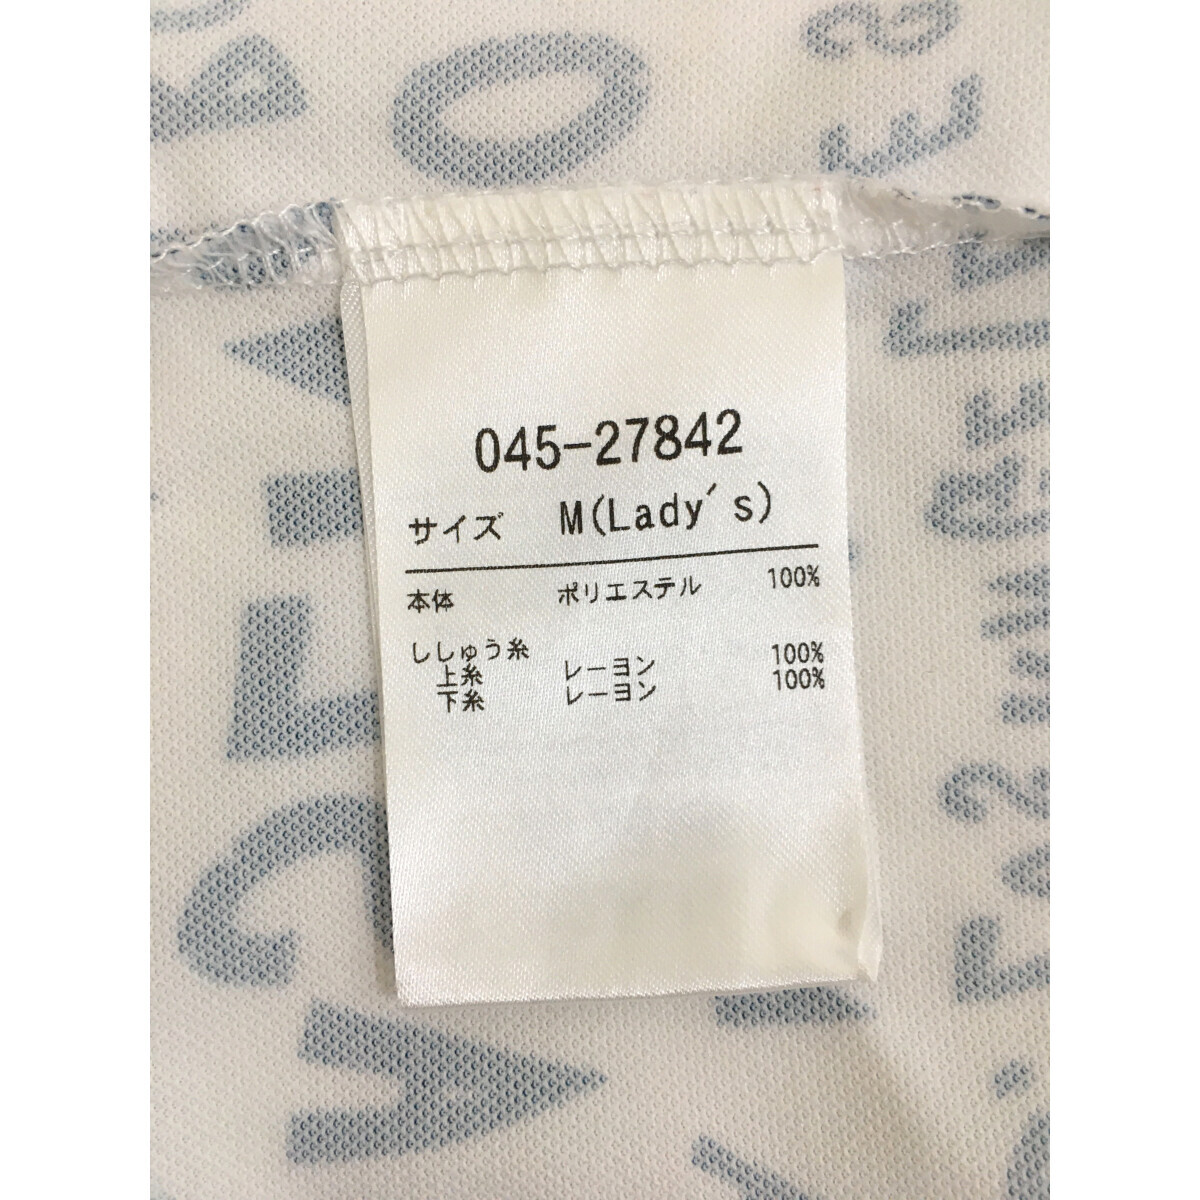 045-27842
サイズ M(Lady's)
本体 ポリエステル 100%
ししゅう糸
上糸 レーヨン 100%
下糸 レーヨン 100%